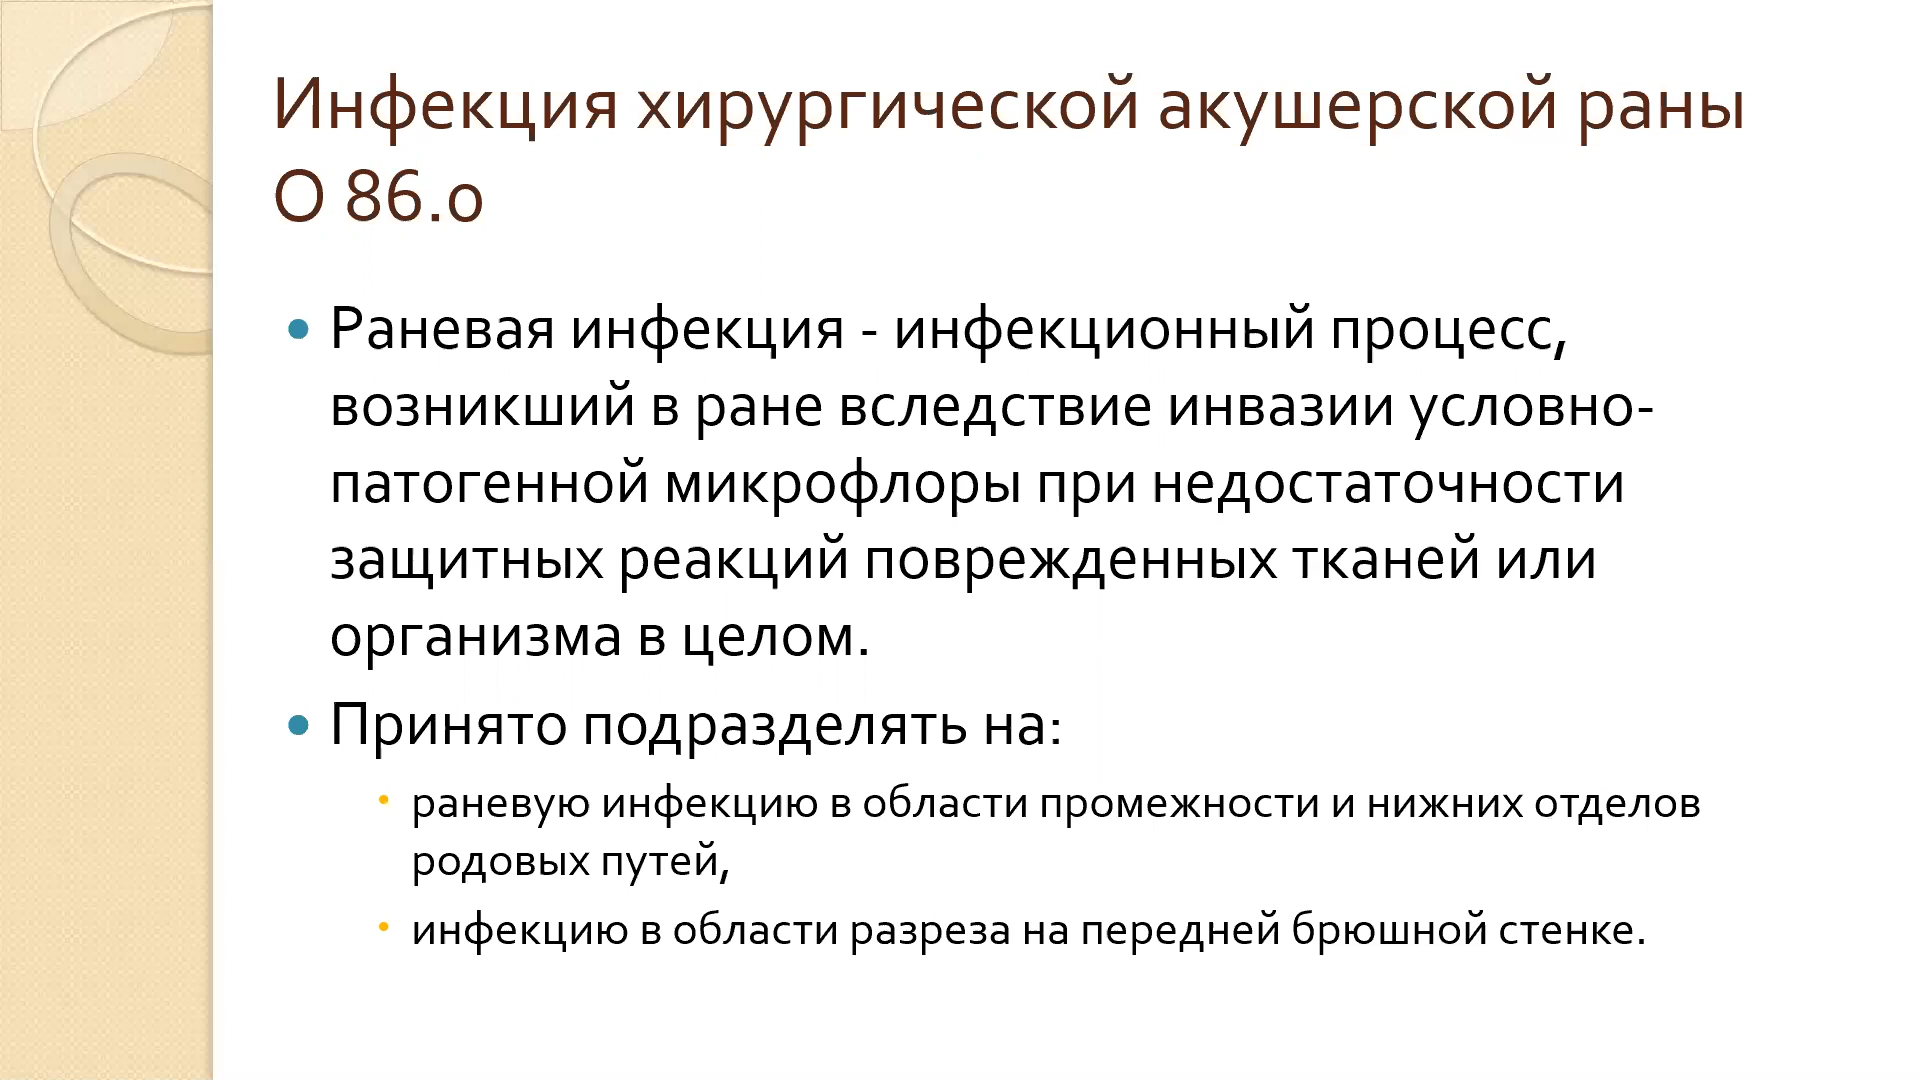 Инфекция хирургической акушерской раны
О 86.0
• Раневая инфекция - инфекционный процесс,
возникший в ране вследствие инвазии условно-
патогенной микрофлоры при недостаточности
защитных реакций поврежденных тканей или
организма в целом.
• Принято подразделять на:
• раневую инфекцию в области промежности и нижних отделов
родовых путей,
• инфекцию в области разреза на передней брюшной стенке.